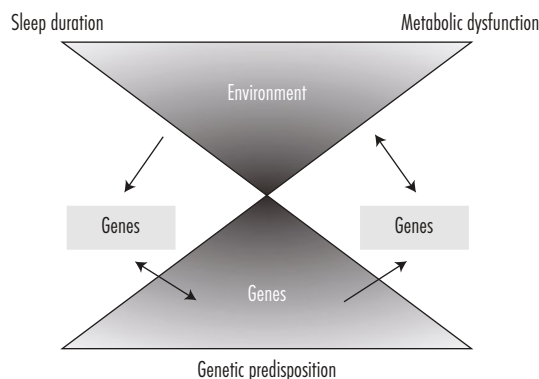 Sleep duration
Metabolic dysfunction
Environment
Genes
Genes
Genes
Genetic predisposition